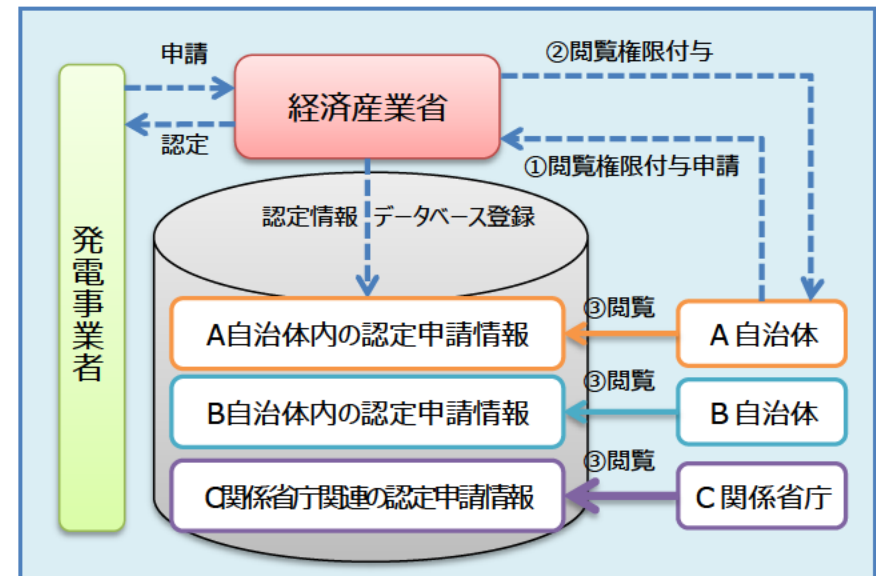 申請
②閲覧権限付与
経済産業省
認定
①閲覧権限付与申請
発電事業者
認定情報 データベース登録
③閲覧
A自治体内の認定申請情報
A自治体
③閲覧
B自治体内の認定申請情報
B自治体
③閲覧
C関係省庁関連の認定申請情報
C関係省庁